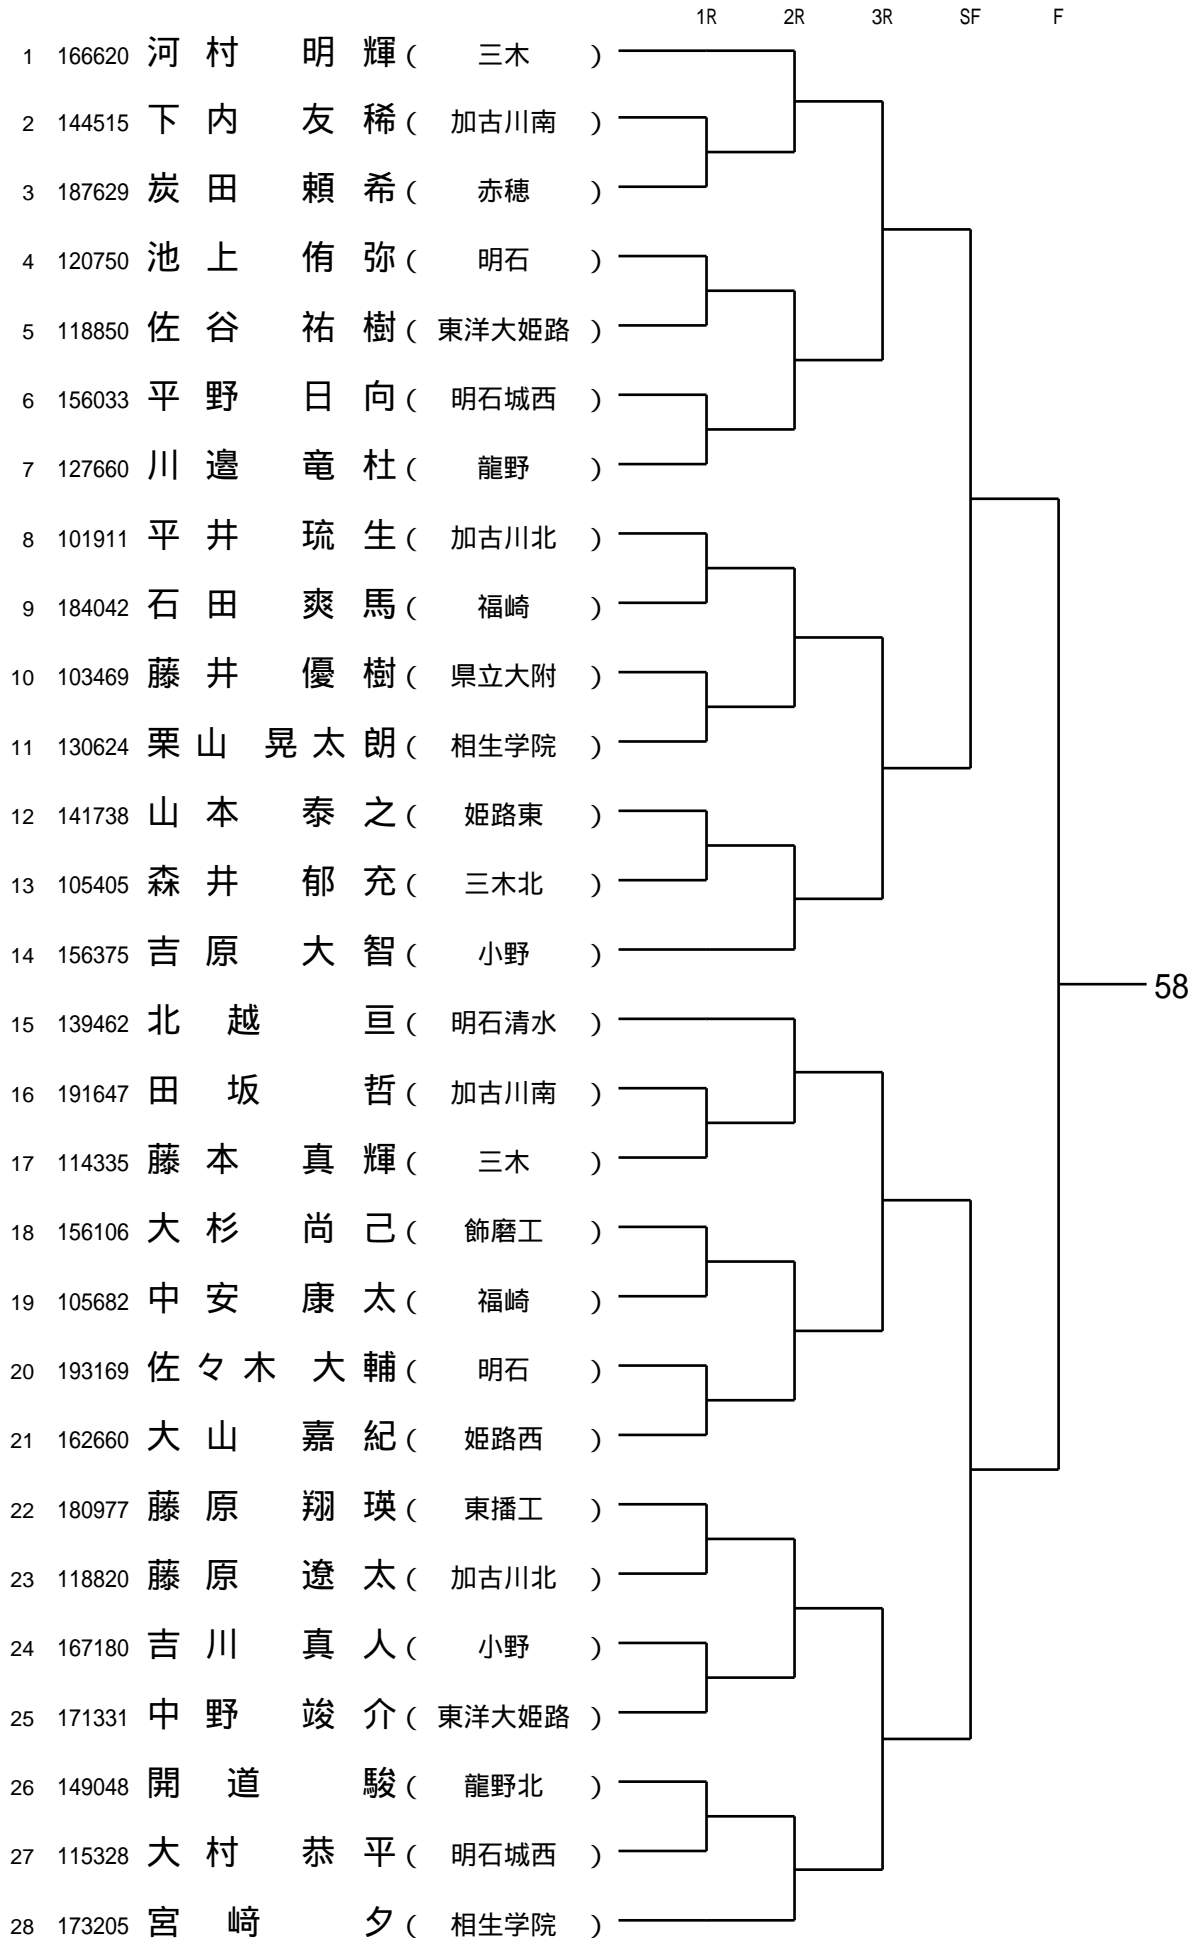 1R 2R 3R SF F
1 166620 河村 明輝 ( 三木 )
2 144515 下内 友稀 ( 加古川南 )
3 187629 炭田 頼希 ( 赤穂 )
4 120750 池上 侑弥 ( 明石 )
5 118850 佐谷 祐樹 ( 東洋大姫路 )
6 156033 平野 日向 ( 明石城西 )
7 127660 川邉 竜杜 ( 龍野 )
8 101911 平井 琉生 ( 加古川北 )
9 184042 石田 爽馬 ( 福崎 )
10 103469 藤井 優樹 ( 県立大附 )
11 130624 栗山 晃太朗 ( 相生学院 )
12 141738 山本 泰之 ( 姫路東 )
13 105405 森井 郁充 ( 三木北 )
14 156375 吉原 大智 ( 小野 )
58
15 139462 北越 亘 ( 明石清水 )
16 191647 田坂 哲 ( 加古川南 )
17 114335 藤本 真輝 ( 三木 )
18 156106 大杉 尚己 ( 飾磨工 )
19 105682 中安 康太 ( 福崎 )
20 193169 佐々木 大輔 ( 明石 )
21 162660 大山 嘉紀 ( 姫路西 )
22 180977 藤原 翔瑛 ( 東播工 )
23 118820 藤原 遼太 ( 加古川北 )
24 167180 吉川 真人 ( 小野 )
25 171331 中野 竣介 ( 東洋大姫路 )
26 149048 開道 駿 ( 龍野北 )
27 115328 大村 恭平 ( 明石城西 )
28 173205 宮﨑 夕 ( 相生学院 )